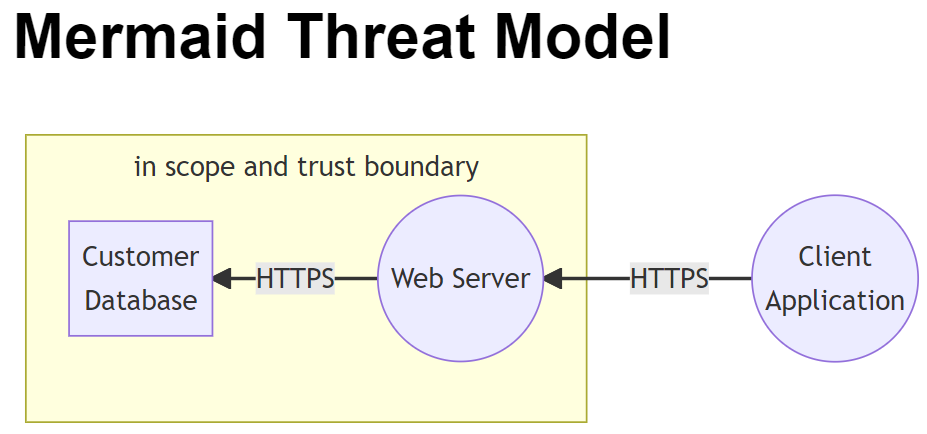 Mermaid Threat Model
in scope and trust boundary
Customer
Database
HTTPS
Web Server
HTTPS
Client
Application